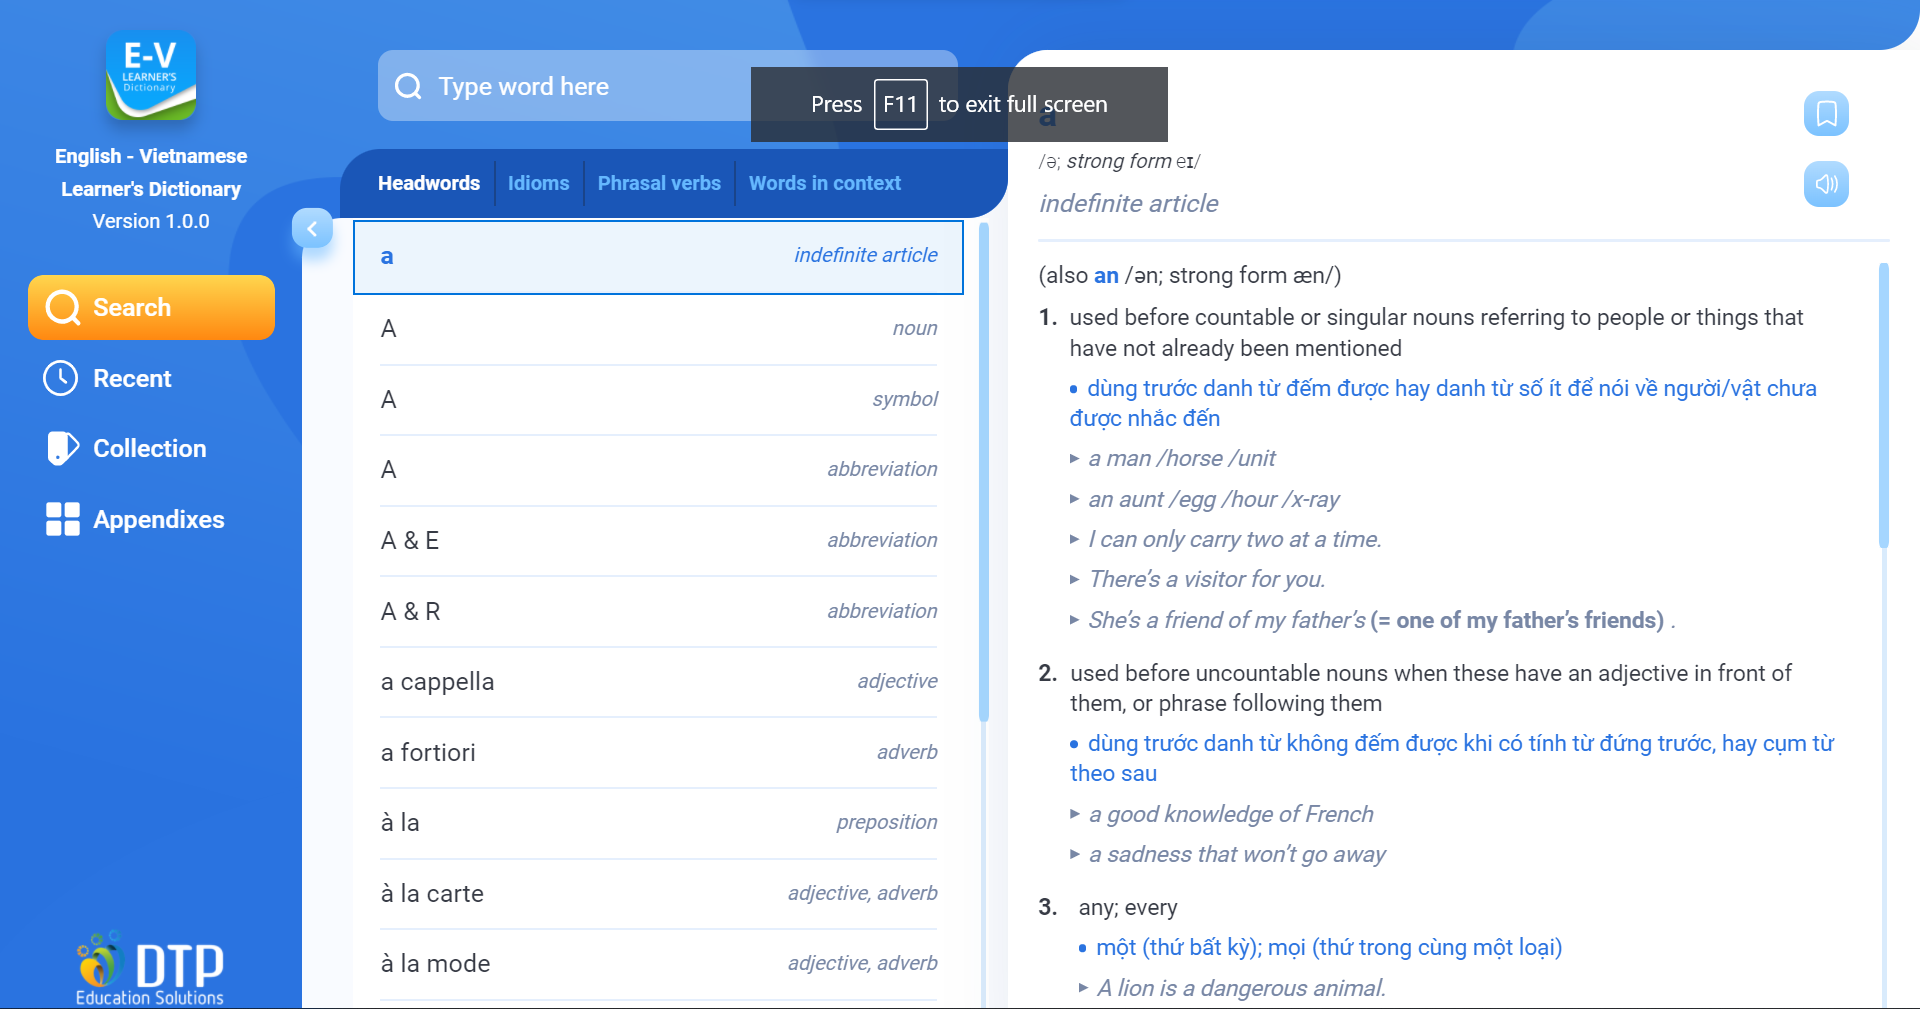 E-V
LEARNER'S
Dictionary
English - Vietnamese
Learner's Dictionary
Version 1.0.0
Search
Recent
Collection
Appendixes
DTP
Education Solutions
Type word here
Press F11 to exit full screen
Headwords
Idioms
Phrasal verbs
Words in context
a indefinite article
A noun
A symbol
A abbreviation
A & E abbreviation
A & R abbreviation
a cappella adjective
a fortiori adverb
à la preposition
à la carte adjective, adverb
à la mode adjective, adverb
a
/ə; strong form eɪ/
indefinite article
(also an /ən; strong form æn/)
1. used before countable or singular nouns referring to people or things that
have not already been mentioned
• dùng trước danh từ đếm được hay danh từ số ít để nói về người/vật chưa
được nhắc đến
▸ a man /horse /unit
▸ an aunt /egg /hour /x-ray
▸ I can only carry two at a time.
▸ There’s a visitor for you.
▸ She’s a friend of my father’s (= one of my father’s friends) .
2. used before uncountable nouns when these have an adjective in front of
them, or phrase following them
• dùng trước danh từ không đếm được khi có tính từ đứng trước, hay cụm từ
theo sau
▸ a good knowledge of French
▸ a sadness that won’t go away
3. any; every
• một (thứ bất kỳ); mọi (thứ trong cùng một loại)
▸ A lion is a dangerous animal.